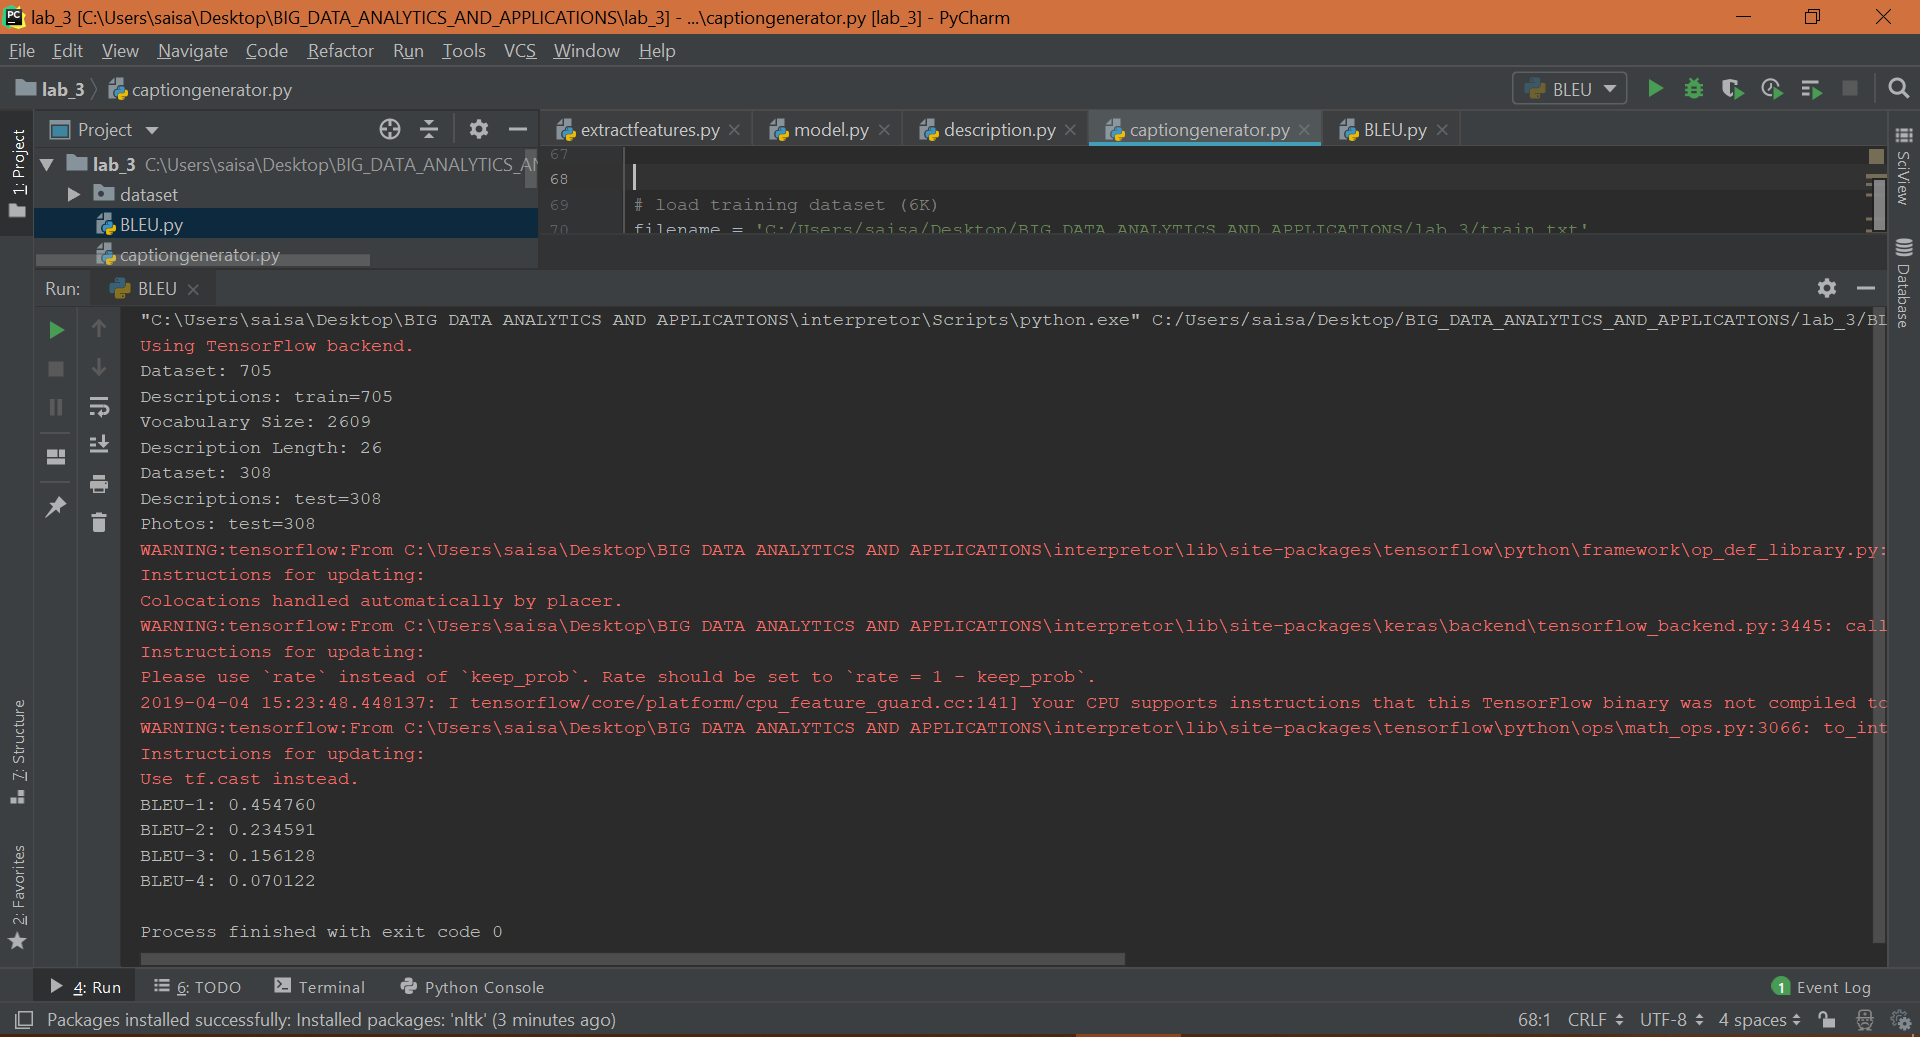 lab_3 [C:\Users\saisa\Desktop\BIG_DATA_ANALYTICS_AND_APPLICATIONS\lab_3] - ...\captiongenerator.py [lab_3] - PyCharm
File Edit View Navigate Code Refactor Run Tools VCS Window Help
lab_3 captiongenerator.py BLEU
1: Project
Project
extractfeatures.py model.py description.py captiongenerator.py BLEU.py
lab_3 C:\Users\saisa\Desktop\BIG_DATA_ANALYTICS_AN
dataset
BLEU.py
captiongenerator.py
67
68
69 # load training dataset (6K)
70 filename = 'C:/Users/saisa/Desktop/BIG_DATA_ANALYTICS_AND_APPLICATIONS/lab_3/train.txt'
SciView
Database
Run: BLEU
"C:\Users\saisa\Desktop\BIG DATA ANALYTICS AND APPLICATIONS\interpretor\Scripts\python.exe" C:/Users/saisa/Desktop/BIG_DATA_ANALYTICS_AND_APPLICATIONS/lab_3/BL
Using TensorFlow backend.
Dataset: 705
Descriptions: train=705
Vocabulary Size: 2609
Description Length: 26
Dataset: 308
Descriptions: test=308
Photos: test=308
WARNING:tensorflow:From C:\Users\saisa\Desktop\BIG DATA ANALYTICS AND APPLICATIONS\interpretor\lib\site-packages\tensorflow\python\framework\op_def_library.py:
Instructions for updating:
Colocations handled automatically by placer.
WARNING:tensorflow:From C:\Users\saisa\Desktop\BIG DATA ANALYTICS AND APPLICATIONS\interpretor\lib\site-packages\keras\backend\tensorflow_backend.py:3445: call
Instructions for updating:
Please use `rate` instead of `keep_prob`. Rate should be set to `rate = 1 - keep_prob`.
2019-04-04 15:23:48.448137: I tensorflow/core/platform/cpu_feature_guard.cc:141] Your CPU supports instructions that this TensorFlow binary was not compiled to
WARNING:tensorflow:From C:\Users\saisa\Desktop\BIG DATA ANALYTICS AND APPLICATIONS\interpretor\lib\site-packages\tensorflow\python\ops\math_ops.py:3066: to_int
Instructions for updating:
Use tf.cast instead.
BLEU-1: 0.454760
BLEU-2: 0.234591
BLEU-3: 0.156128
BLEU-4: 0.070122
Process finished with exit code 0
7: Structure
2: Favorites
4: Run 6: TODO Terminal Python Console 1 Event Log
Packages installed successfully: Installed packages: 'nltk' (3 minutes ago) 68:1 CRLF UTF-8 4 spaces